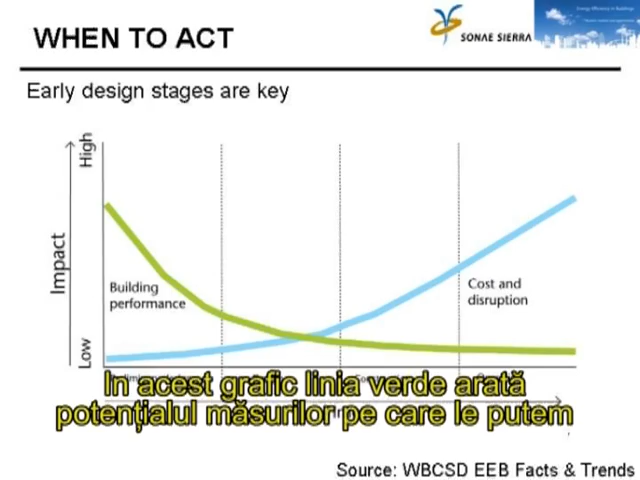 WHEN TO ACT
SONAE SIERRA
Early design stages are key
High
Impact
Low
Building
performance
Cost and
disruption
In acest grafic linia verde arată
potențialul măsurilor pe care le putem
Source: WBCSD EEB Facts & Trends